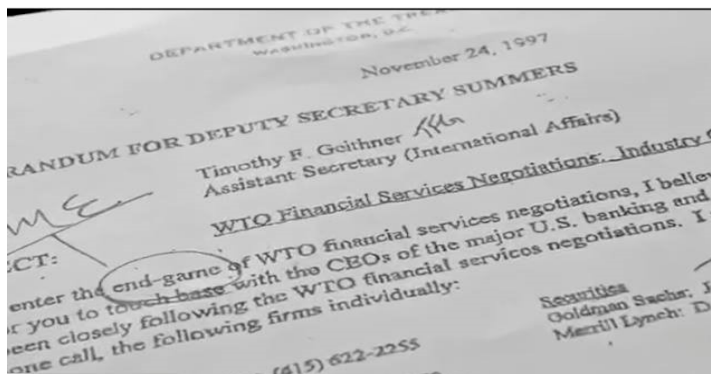 DEPARTMENT OF THE TREA
WASHINGTON, D.C.
November 24, 1997
RANDUM FOR DEPUTY SECRETARY SUMMERS
Timothy F. Geithner
Assistant Secretary (International Affairs)
WTO Financial Services Negotiations: Industry
ECT:
enter the end-game of WTO financial services negotiations, I believ
r you to touch base with the CEOs of the major U.S. banking and
een closely following the WTO financial services negotiations. I
one call, the following firms individually:
Securities
Goldman Sachs: J
Merrill Lynch: D
(415) 622-2255